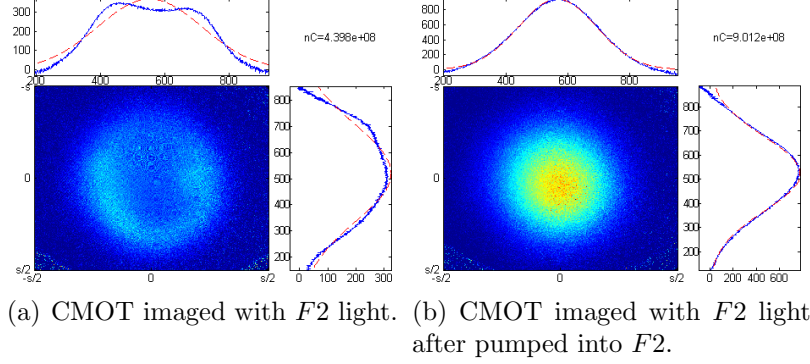 300
200
100
0
200 400 600 800
nC=4.398e+08
-s
0
s/2
-s/2 0 s/2
800
700
600
500
400
300
200
0 100 200 300
800
600
400
200
0
200 400 600 800
nC=9.012e+08
-s
0
s/2
-s/2 0 s/2
800
700
600
500
400
300
200
0 200 400 600
(a) CMOT imaged with F2 light.
(b) CMOT imaged with F2 light
after pumped into F2.